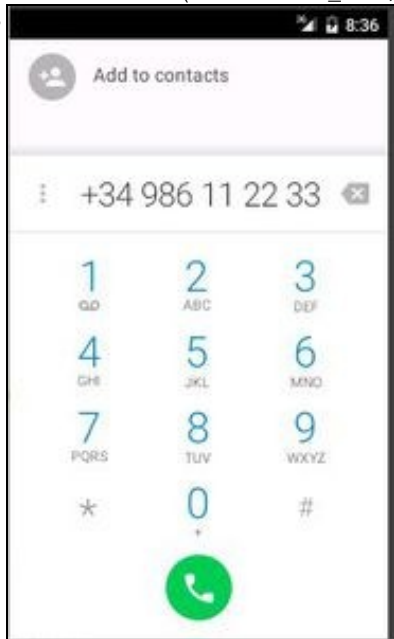 8:36
Add to contacts
+34 986 11 22 33
1 2 3
ABC DEF
4 5 6
GHI JKL MNO
7 8 9
PQRS TUV WXYZ
* 0 #
+